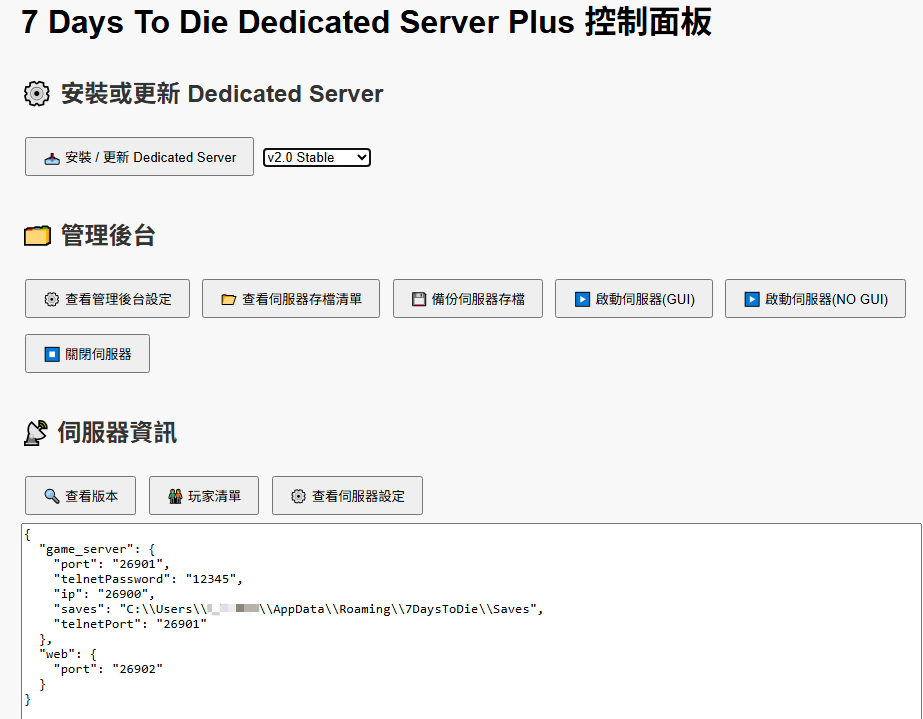 7 Days To Die Dedicated Server Plus 控制面板
安裝或更新 Dedicated Server
安裝 / 更新 Dedicated Server
v2.0 Stable
管理後台
查看管理後台設定
查看伺服器存檔清單
備份伺服器存檔
啟動伺服器(GUI)
啟動伺服器(NO GUI)
關閉伺服器
伺服器資訊
查看版本
玩家清單
查看伺服器設定
{
"game_server": {
"port": "26901",
"telnetPassword": "12345",
"ip": "26900",
"saves": "C:\\Users\\ \\AppData\\Roaming\\7DaysToDie\\Saves",
"telnetPort": "26901"
},
"web": {
"port": "26902"
}
}